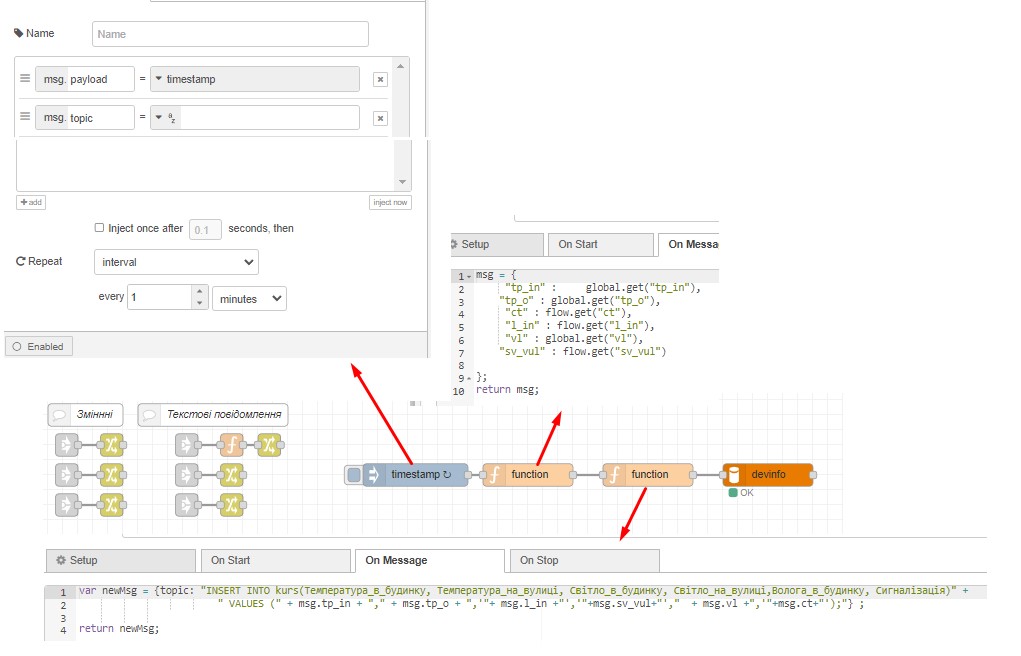 Name
Name
msg. payload = timestamp
msg. topic = a z
add
inject now
Inject once after 0.1 seconds, then
Repeat
interval
every 1 minutes
Enabled
Setup
On Start
On Messa
1 msg = {
2 "tp_in" : global.get("tp_in"),
3 "tp_o" : global.get("tp_o"),
4 "ct" : flow.get("ct"),
5 "l_in" : flow.get("l_in"),
6 "vl" : global.get("vl"),
7 "sv_vul" : flow.get("sv_vul")
8
9 };
10 return msg;
Змінні
Текстові повідомлення
timestamp ↻
function
function
devinfo
OK
Setup
On Start
On Message
On Stop
1 var newMsg = {topic: "INSERT INTO kurs(Температура_в_будинку, Температура_на_вулиці, Світло_в_будинку, Світло_на_вулиці,Волога_в_будинку, Сигналізація)" +
2 " VALUES (" + msg.tp_in + "," + msg.tp_o + ",'"+ msg.l_in +"','"+msg.sv_vul+"'," + msg.vl +",'"+msg.ct+"');"} ;
3
4 return newMsg;